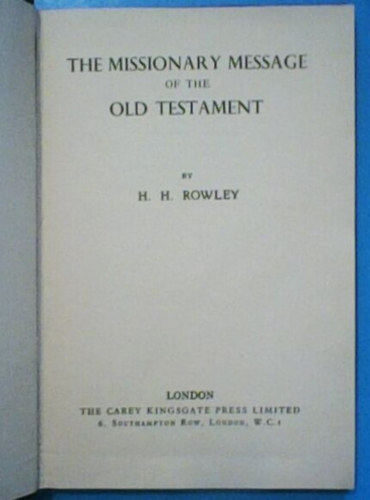 THE MISSIONARY MESSAGE
OF THE
OLD TESTAMENT
BY
H. H. ROWLEY
LONDON
THE CAREY KINGSGATE PRESS LIMITED
6, SOUTHAMPTON ROW, LONDON, W.C.1